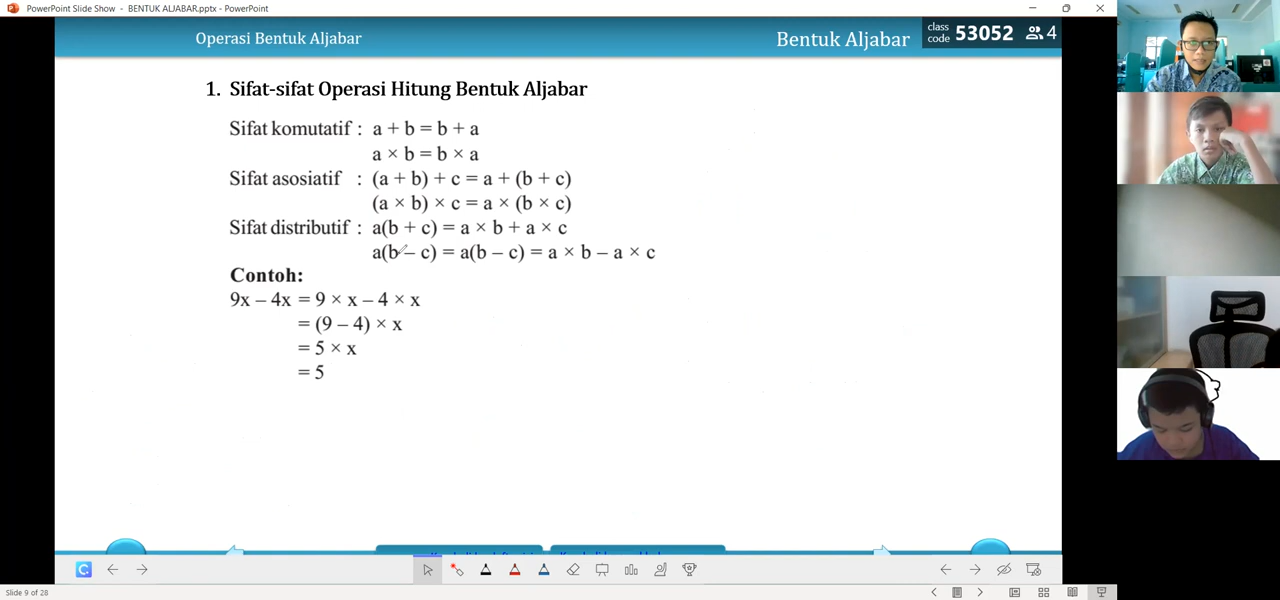 PowerPoint Slide Show - BENTUK ALJABAR.pptx - PowerPoint
Operasi Bentuk Aljabar
Bentuk Aljabar
class code 53052 4
1. Sifat-sifat Operasi Hitung Bentuk Aljabar
Sifat komutatif : a + b = b + a
a × b = b × a
Sifat asosiatif : (a + b) + c = a + (b + c)
(a × b) × c = a × (b × c)
Sifat distributif : a(b + c) = a × b + a × c
a(b – c) = a(b – c) = a × b – a × c
Contoh:
9x – 4x = 9 × x – 4 × x
= (9 – 4) × x
= 5 × x
= 5
Slide 9 of 28